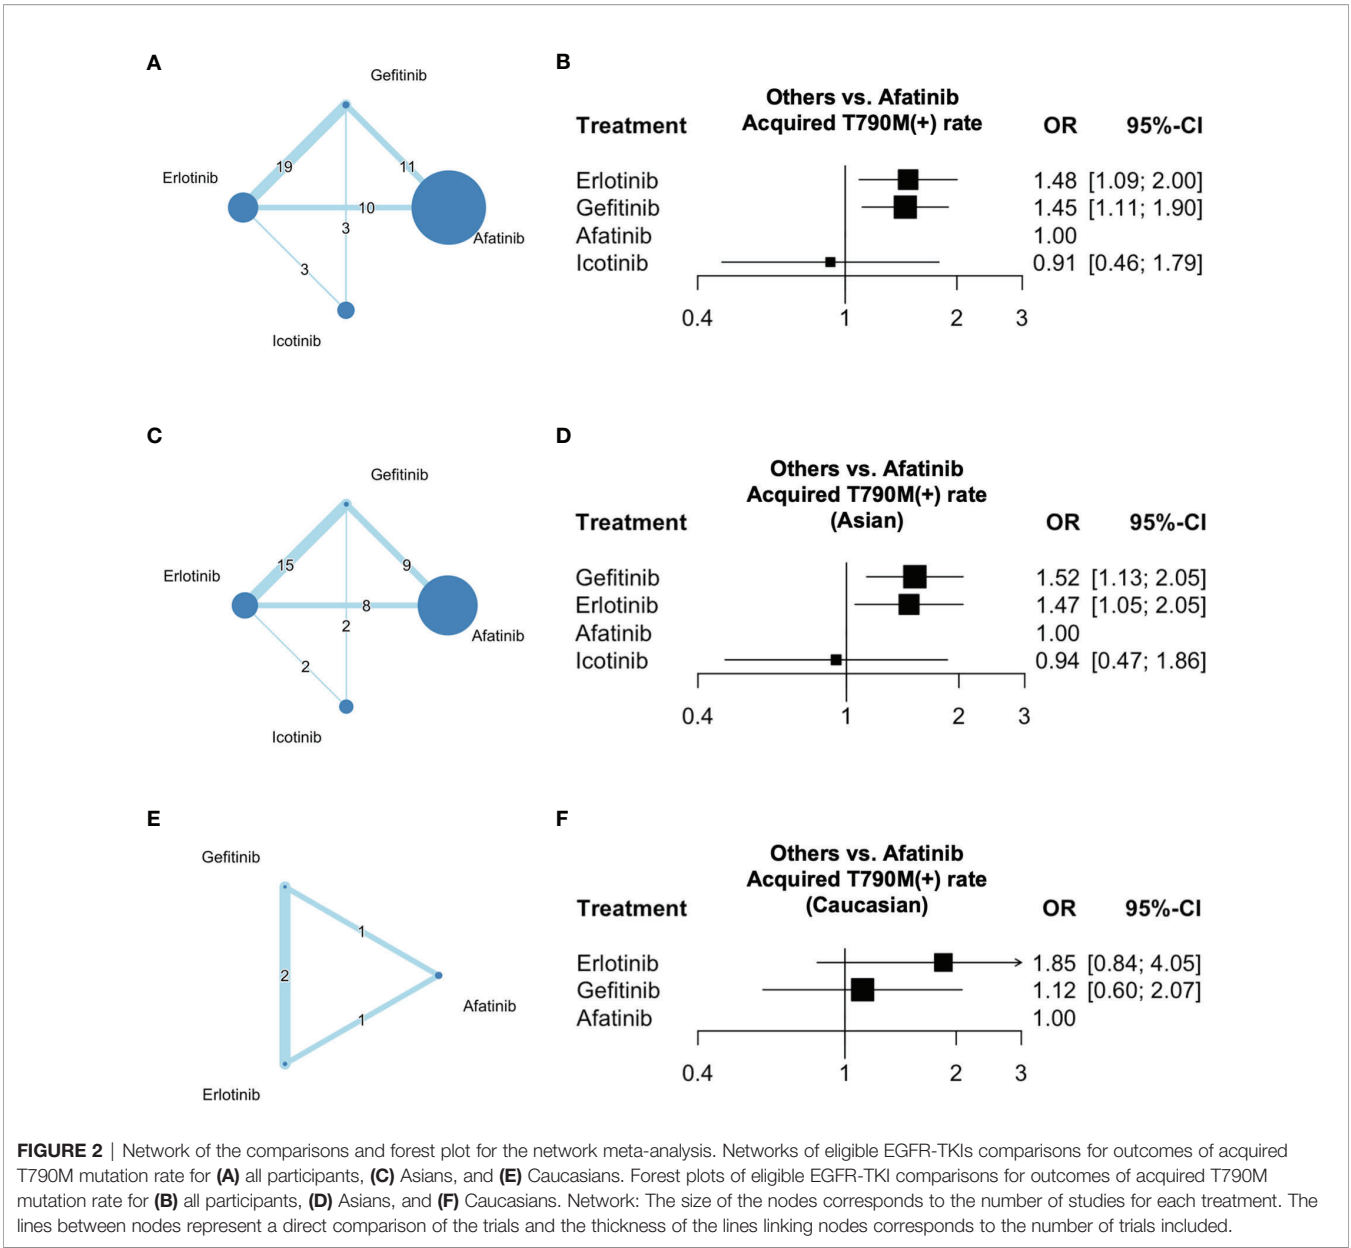 A
Gefitinib
Erlotinib
19
11
10
Afatinib
3
3
Icotinib
B
Others vs. Afatinib
Treatment Acquired T790M(+) rate OR 95%-CI
Erlotinib 1.48 [1.09; 2.00]
Gefitinib 1.45 [1.11; 1.90]
Afatinib 1.00
Icotinib 0.91 [0.46; 1.79]
0.4 1 2 3
C
Gefitinib
15
9
Erlotinib
8
2
Afatinib
2
Icotinib
D
Others vs. Afatinib
Acquired T790M(+) rate
Treatment (Asian) OR 95%-CI
Gefitinib 1.52 [1.13; 2.05]
Erlotinib 1.47 [1.05; 2.05]
Afatinib 1.00
Icotinib 0.94 [0.47; 1.86]
0.4 1 2 3
E
Gefitinib
1
2
Afatinib
1
Erlotinib
F
Others vs. Afatinib
Acquired T790M(+) rate
Treatment (Caucasian) OR 95%-CI
Erlotinib 1.85 [0.84; 4.05]
Gefitinib 1.12 [0.60; 2.07]
Afatinib 1.00
0.4 1 2 3
FIGURE 2 | Network of the comparisons and forest plot for the network meta-analysis. Networks of eligible EGFR-TKIs comparisons for outcomes of acquired
T790M mutation rate for (A) all participants, (C) Asians, and (E) Caucasians. Forest plots of eligible EGFR-TKI comparisons for outcomes of acquired T790M
mutation rate for (B) all participants, (D) Asians, and (F) Caucasians. Network: The size of the nodes corresponds to the number of studies for each treatment. The
lines between nodes represent a direct comparison of the trials and the thickness of the lines linking nodes corresponds to the number of trials included.